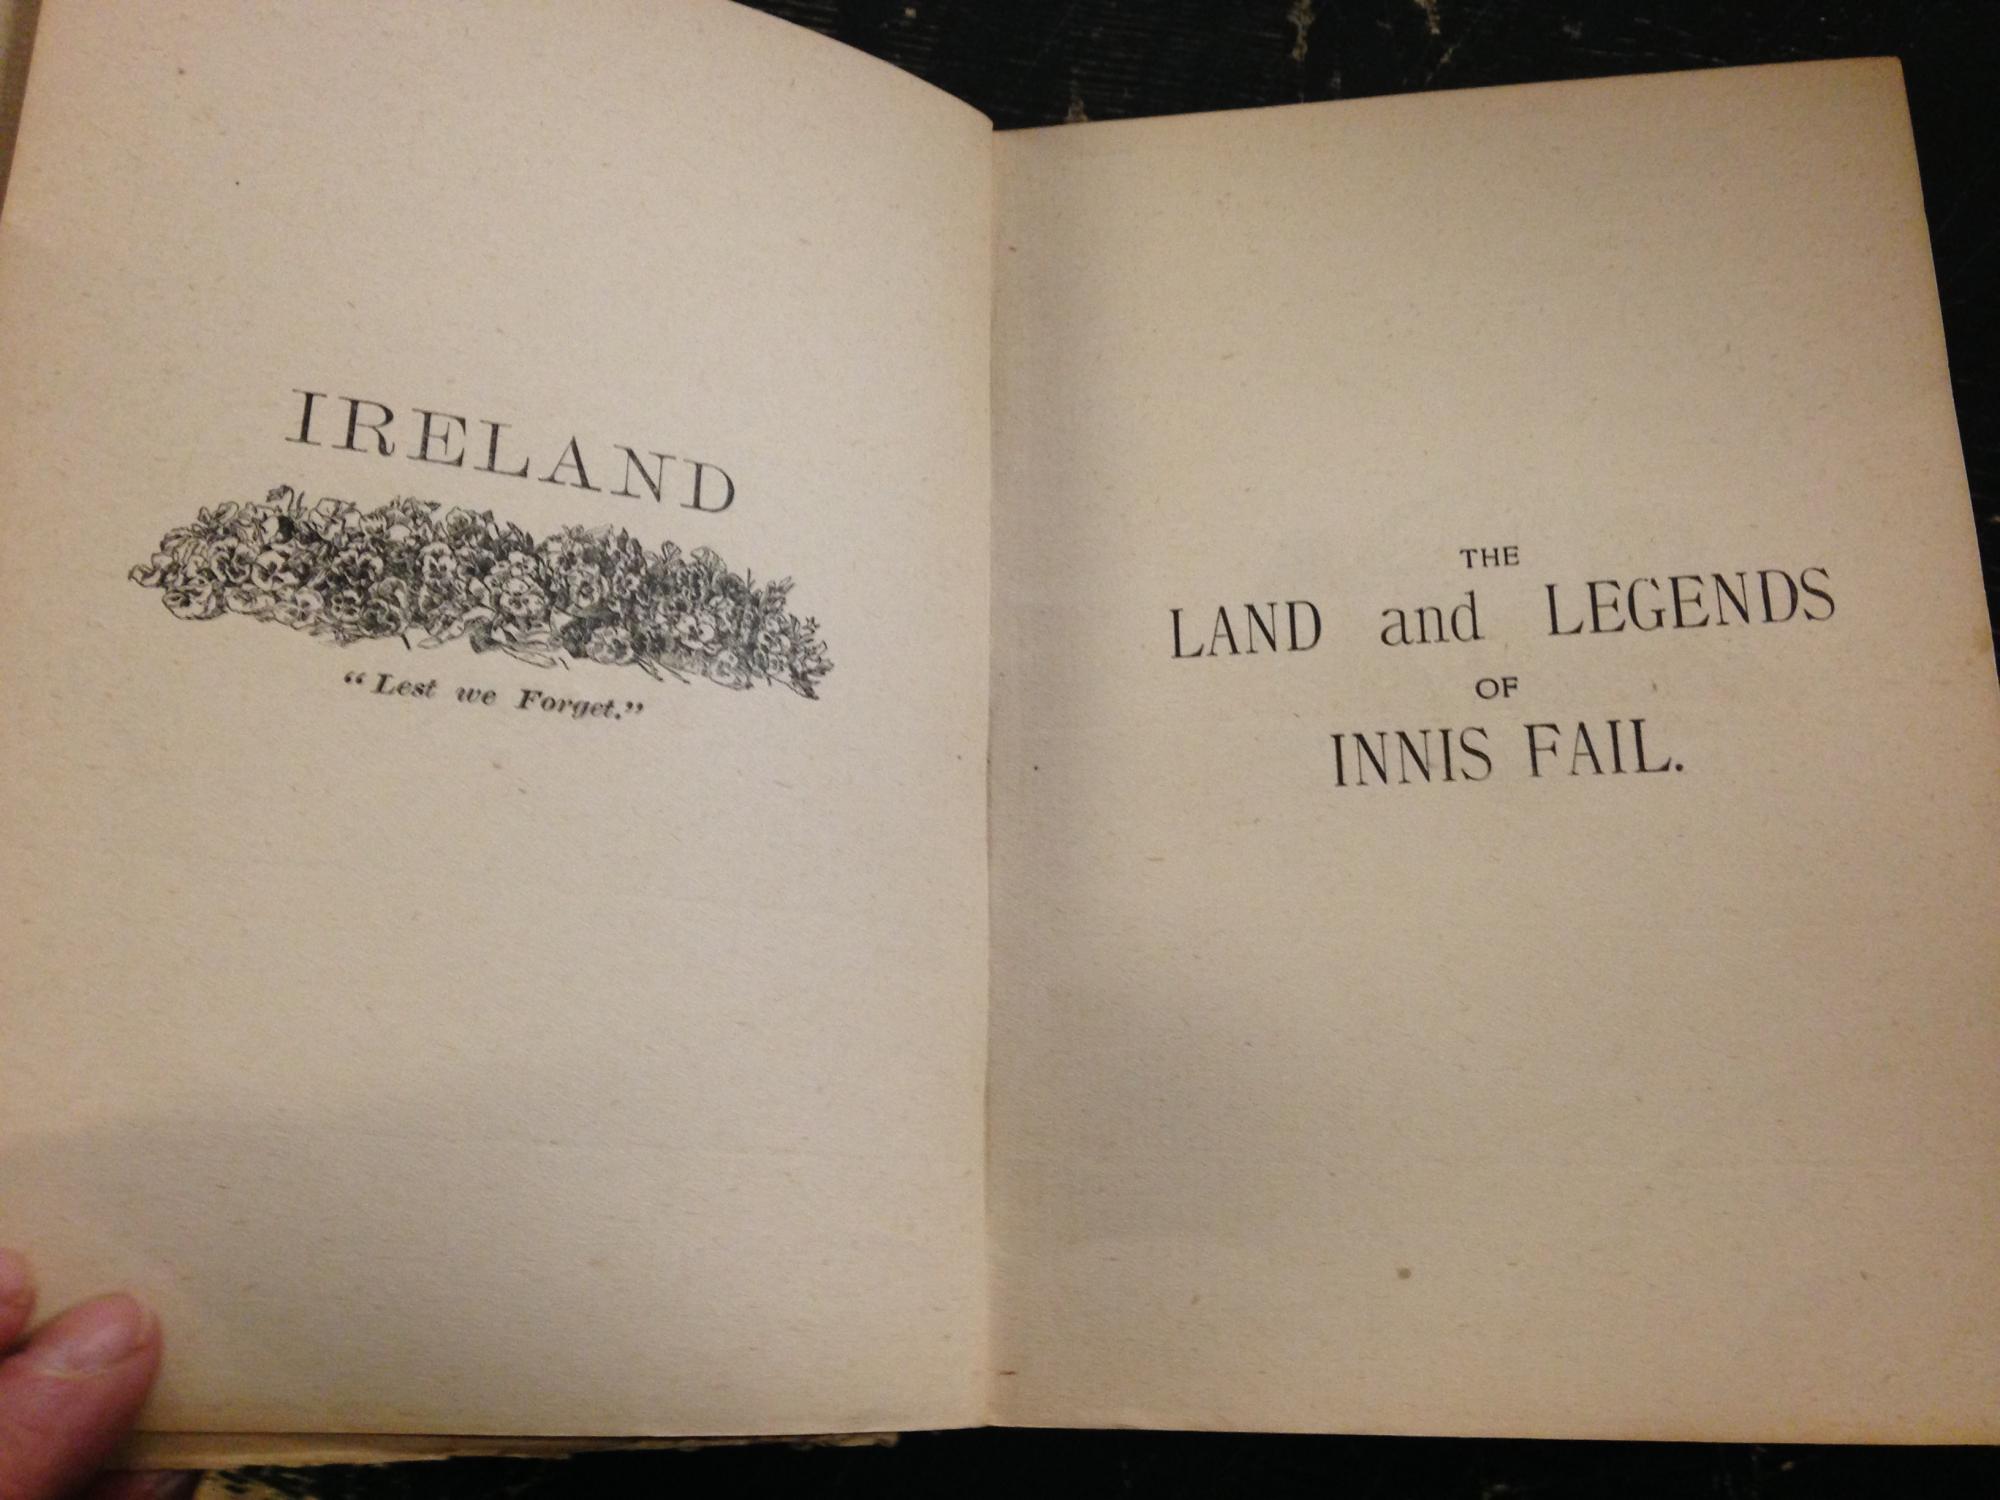 IRELAND
“Lest we Forget.”
THE
LAND and LEGENDS
OF
INNIS FAIL.